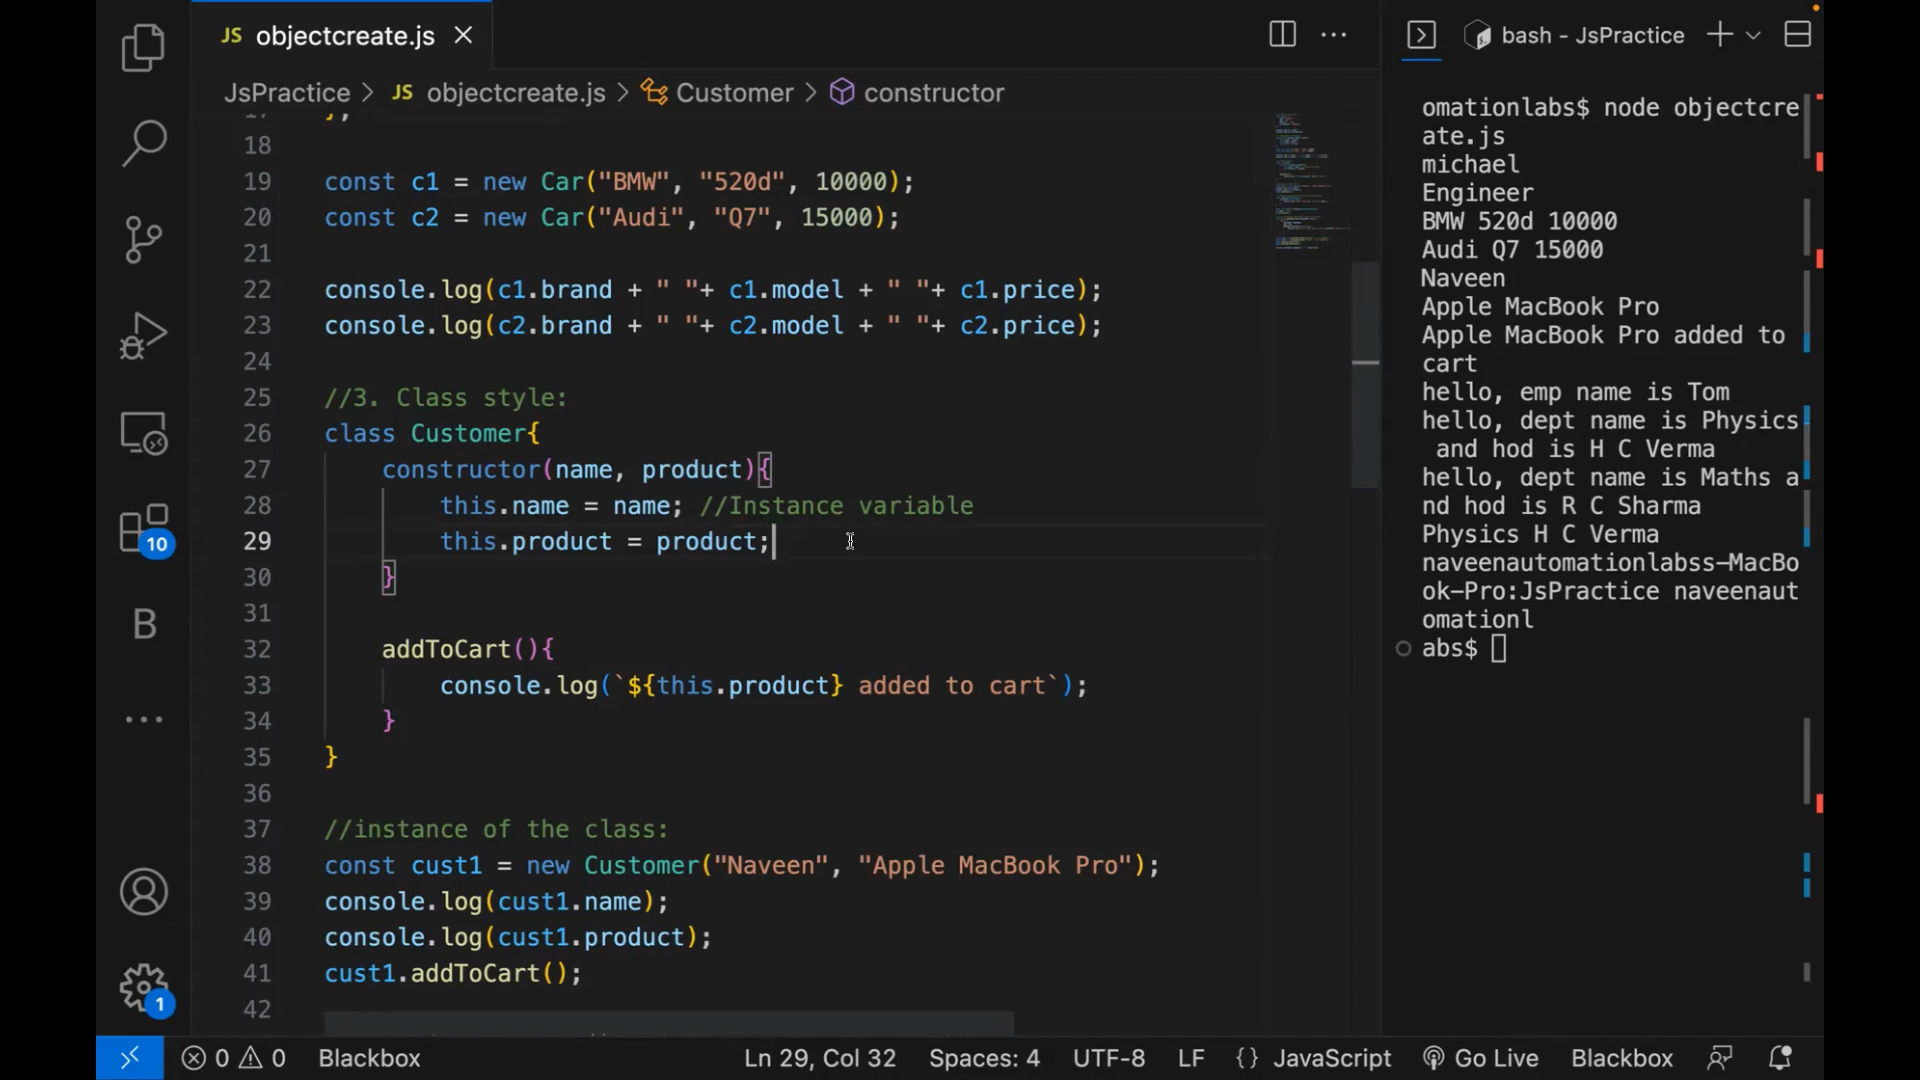 JS objectcreate.js
JsPractice > JS objectcreate.js > Customer > constructor
17 };
18
19 const c1 = new Car("BMW", "520d", 10000);
20 const c2 = new Car("Audi", "Q7", 15000);
21
22 console.log(c1.brand + " "+ c1.model + " "+ c1.price);
23 console.log(c2.brand + " "+ c2.model + " "+ c2.price);
24
25 //3. Class style:
26 class Customer{
27 constructor(name, product){
28 this.name = name; //Instance variable
29 this.product = product;
30 }
31
32 addToCart(){
33 console.log(`${this.product} added to cart`);
34 }
35 }
36
37 //instance of the class:
38 const cust1 = new Customer("Naveen", "Apple MacBook Pro");
39 console.log(cust1.name);
40 console.log(cust1.product);
41 cust1.addToCart();
42
10
B
1
bash - JsPractice
omationlabs$ node objectcre
ate.js
michael
Engineer
BMW 520d 10000
Audi Q7 15000
Naveen
Apple MacBook Pro
Apple MacBook Pro added to
cart
hello, emp name is Tom
hello, dept name is Physics
and hod is H C Verma
hello, dept name is Maths a
nd hod is R C Sharma
Physics H C Verma
naveenautomationlabss-MacBo
ok-Pro:JsPractice naveenaut
omationl
abs$
0 0 Blackbox Ln 29, Col 32 Spaces: 4 UTF-8 LF {} JavaScript Go Live Blackbox